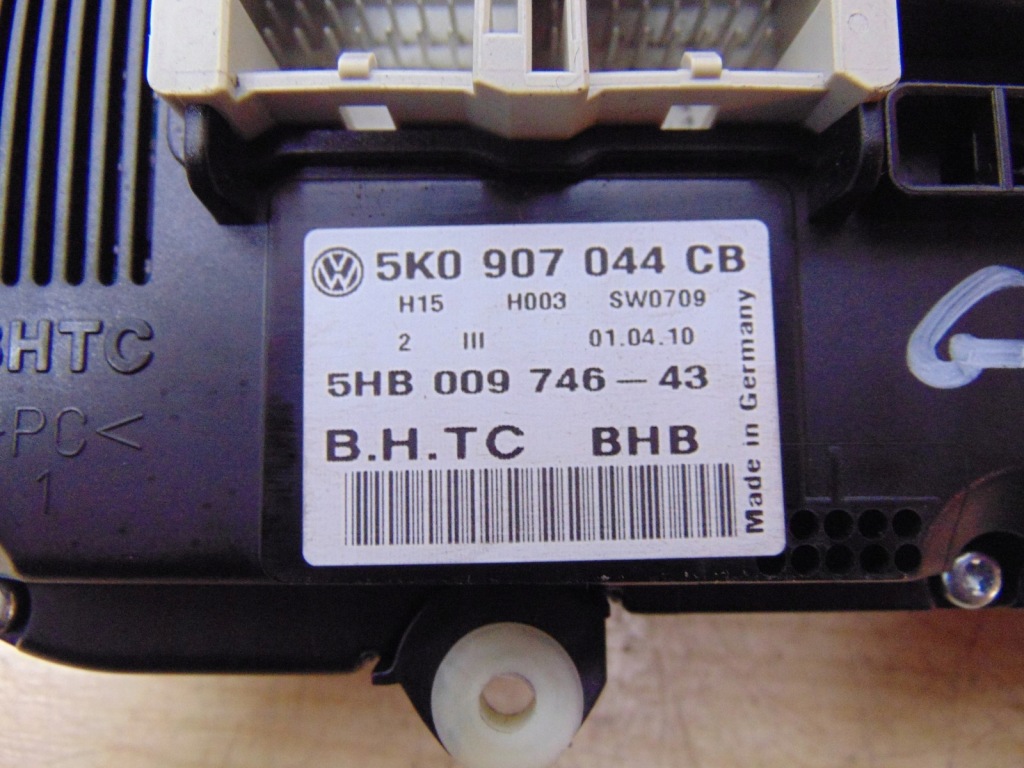 5K0 907 044 CB
H15 H003 SW0709
2 III 01.04.10
5HB 009 746-43
B.H.TC BHB
Made in Germany
BHTC
>PC<
1